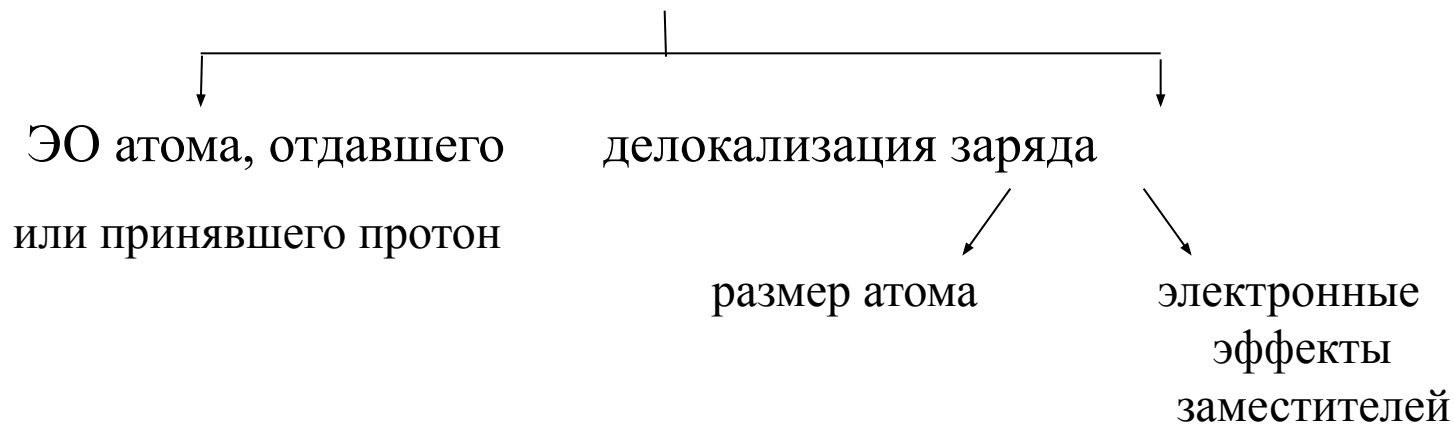 ЭО атома, отдавшего
или принявшего протон
делокализация заряда
размер атома
электронные
эффекты
заместителей